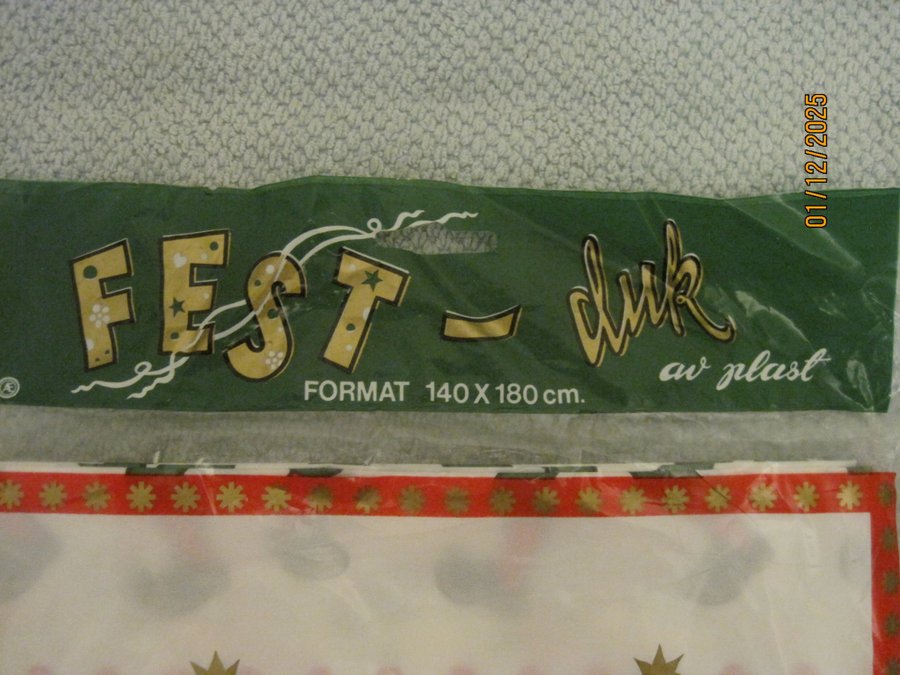 FEST - duk
av plast
FORMAT 140 X 180 cm.
01/12/2025